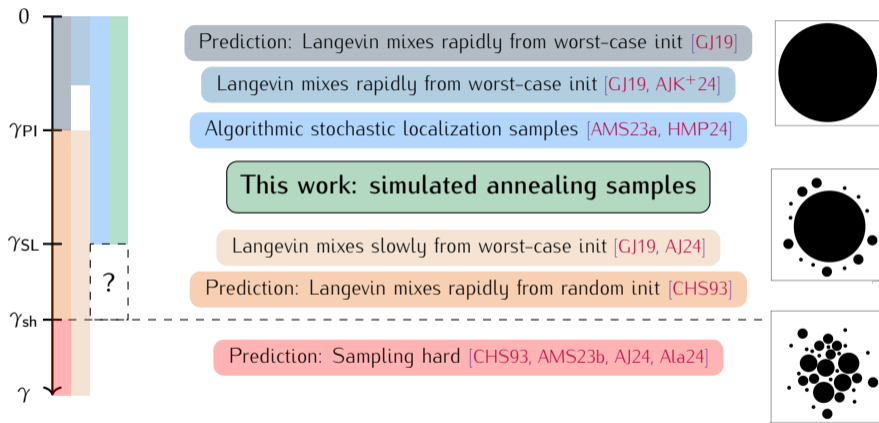 0
Prediction: Langevin mixes rapidly from worst-case init [GJ19]
Langevin mixes rapidly from worst-case init [GJ19, AJK⁺24]
γPI
Algorithmic stochastic localization samples [AMS23a, HMP24]
This work: simulated annealing samples
γSL
Langevin mixes slowly from worst-case init [GJ19, AJ24]
?
Prediction: Langevin mixes rapidly from random init [CHS93]
γsh
Prediction: Sampling hard [CHS93, AMS23b, AJ24, Ala24]
γ